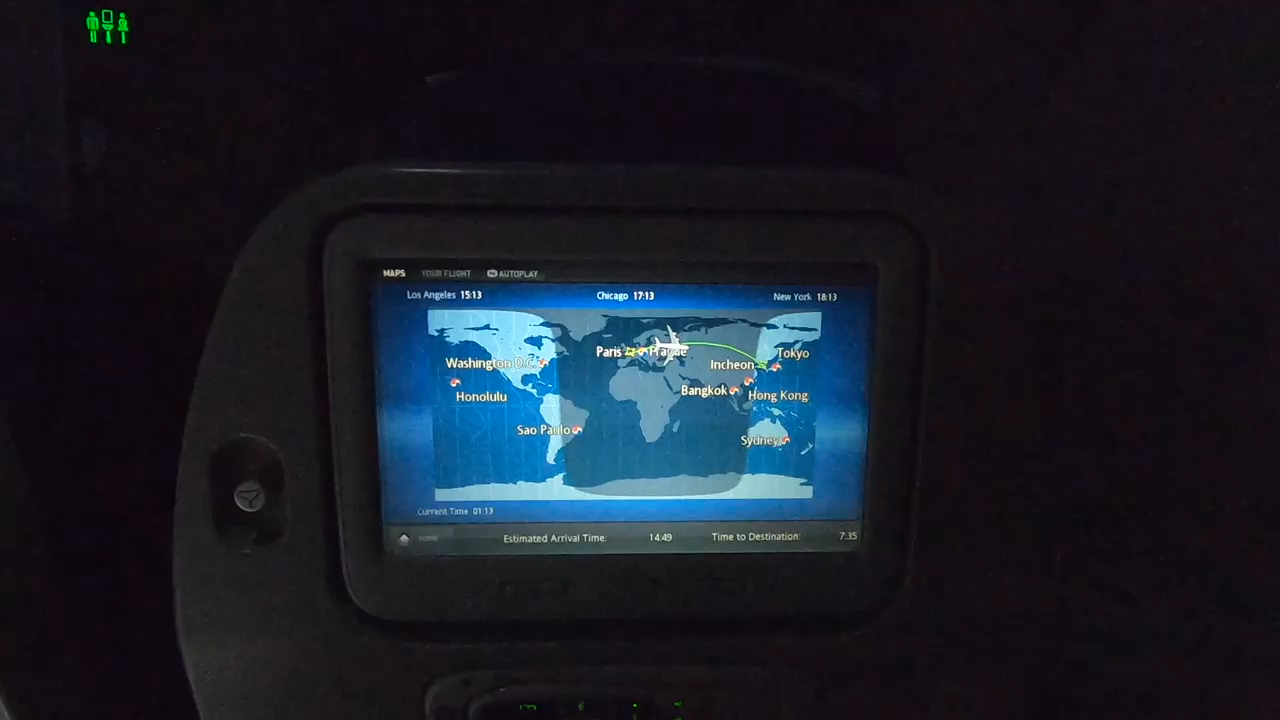 MAPS YOUR FLIGHT AUTOPLAY
Los Angeles 15:13 Chicago 17:13 New York 18:13
Paris Prague Tokyo
Washington D.C. Incheon
Honolulu Bangkok Hong Kong
Sao Paulo Sydney
Current Time 01:13
HOME Estimated Arrival Time: 14:49 Time to Destination: 7:35